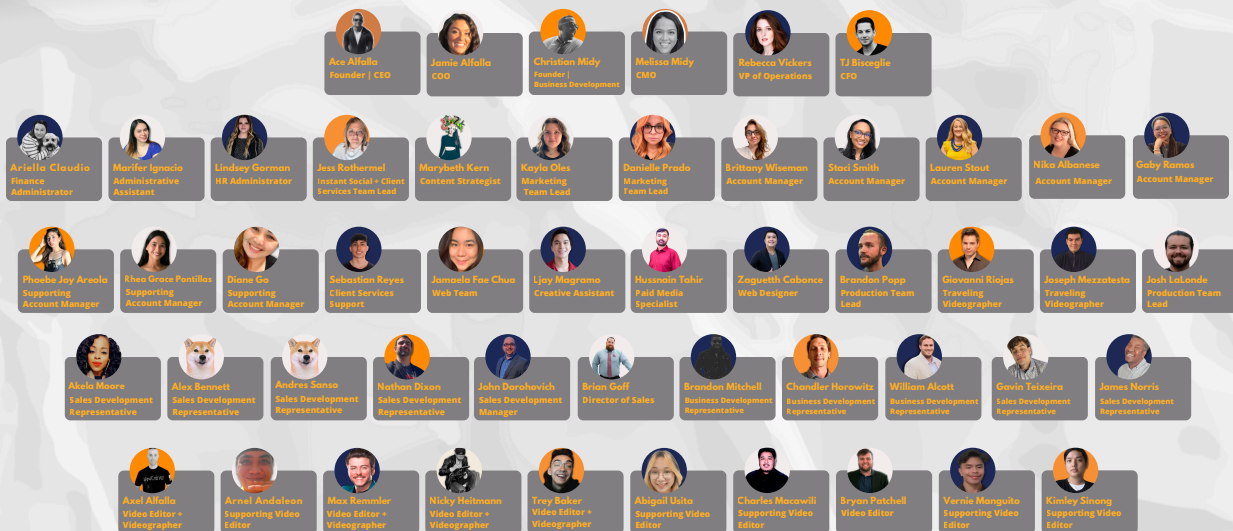 Ace Alfalla
Founder | CEO
Jamie Alfalla
COO
Christian Midy
Founder |
Business Development
Melissa Midy
CMO
Rebecca Vickers
VP of Operations
TJ Bisceglie
CFO
Ariella Claudio
Finance
Administrator
Marifer Ignacio
Administrative
Assistant
Lindsey Gorman
HR Administrator
Jess Rothermel
Instant Social + Client
Services Team Lead
Marybeth Kern
Content Strategist
Kayla Oles
Marketing
Team Lead
Danielle Prado
Marketing
Team Lead
Brittany Wiseman
Account Manager
Staci Smith
Account Manager
Lauren Stout
Account Manager
Nika Albanese
Account Manager
Gaby Ramos
Account Manager
Phoebe Joy Areola
Supporting
Account Manager
Rhea Grace Pontillas
Supporting
Account Manager
Diane Go
Supporting
Account Manager
Sebastian Reyes
Client Services
Support
Jamaela Fae Chua
Web Team
Ljay Magramo
Creative Assistant
Hussnain Tahir
Paid Media
Specialist
Zaguetth Cabonce
Web Designer
Brandon Popp
Production Team
Lead
Giovanni Riojas
Traveling
Videographer
Joseph Mezzatesta
Traveling
Videographer
Josh LaLande
Production Team
Lead
Akela Moore
Sales Development
Representative
Alex Bennett
Sales Development
Representative
Andres Sanso
Sales Development
Representative
Nathan Dixon
Sales Development
Representative
John Dorohovich
Sales Development
Manager
Brian Goff
Director of Sales
Brandon Mitchell
Business Development
Representative
Chandler Horowitz
Business Development
Representative
William Alcott
Business Development
Representative
Gavin Teixeira
Sales Development
Representative
James Norris
Sales Development
Representative
Axel Alfalla
Video Editor +
Videographer
Arnel Andaleon
Supporting Video
Editor
Max Remmler
Video Editor +
Videographer
Nicky Heitmann
Video Editor +
Videographer
Trey Baker
Video Editor +
Videographer
Abigail Usita
Supporting Video
Editor
Charles Macawili
Supporting Video
Editor
Bryan Patchell
Video Editor
Vernie Manguito
Supporting Video
Editor
Kimley Sinong
Supporting Video
Editor